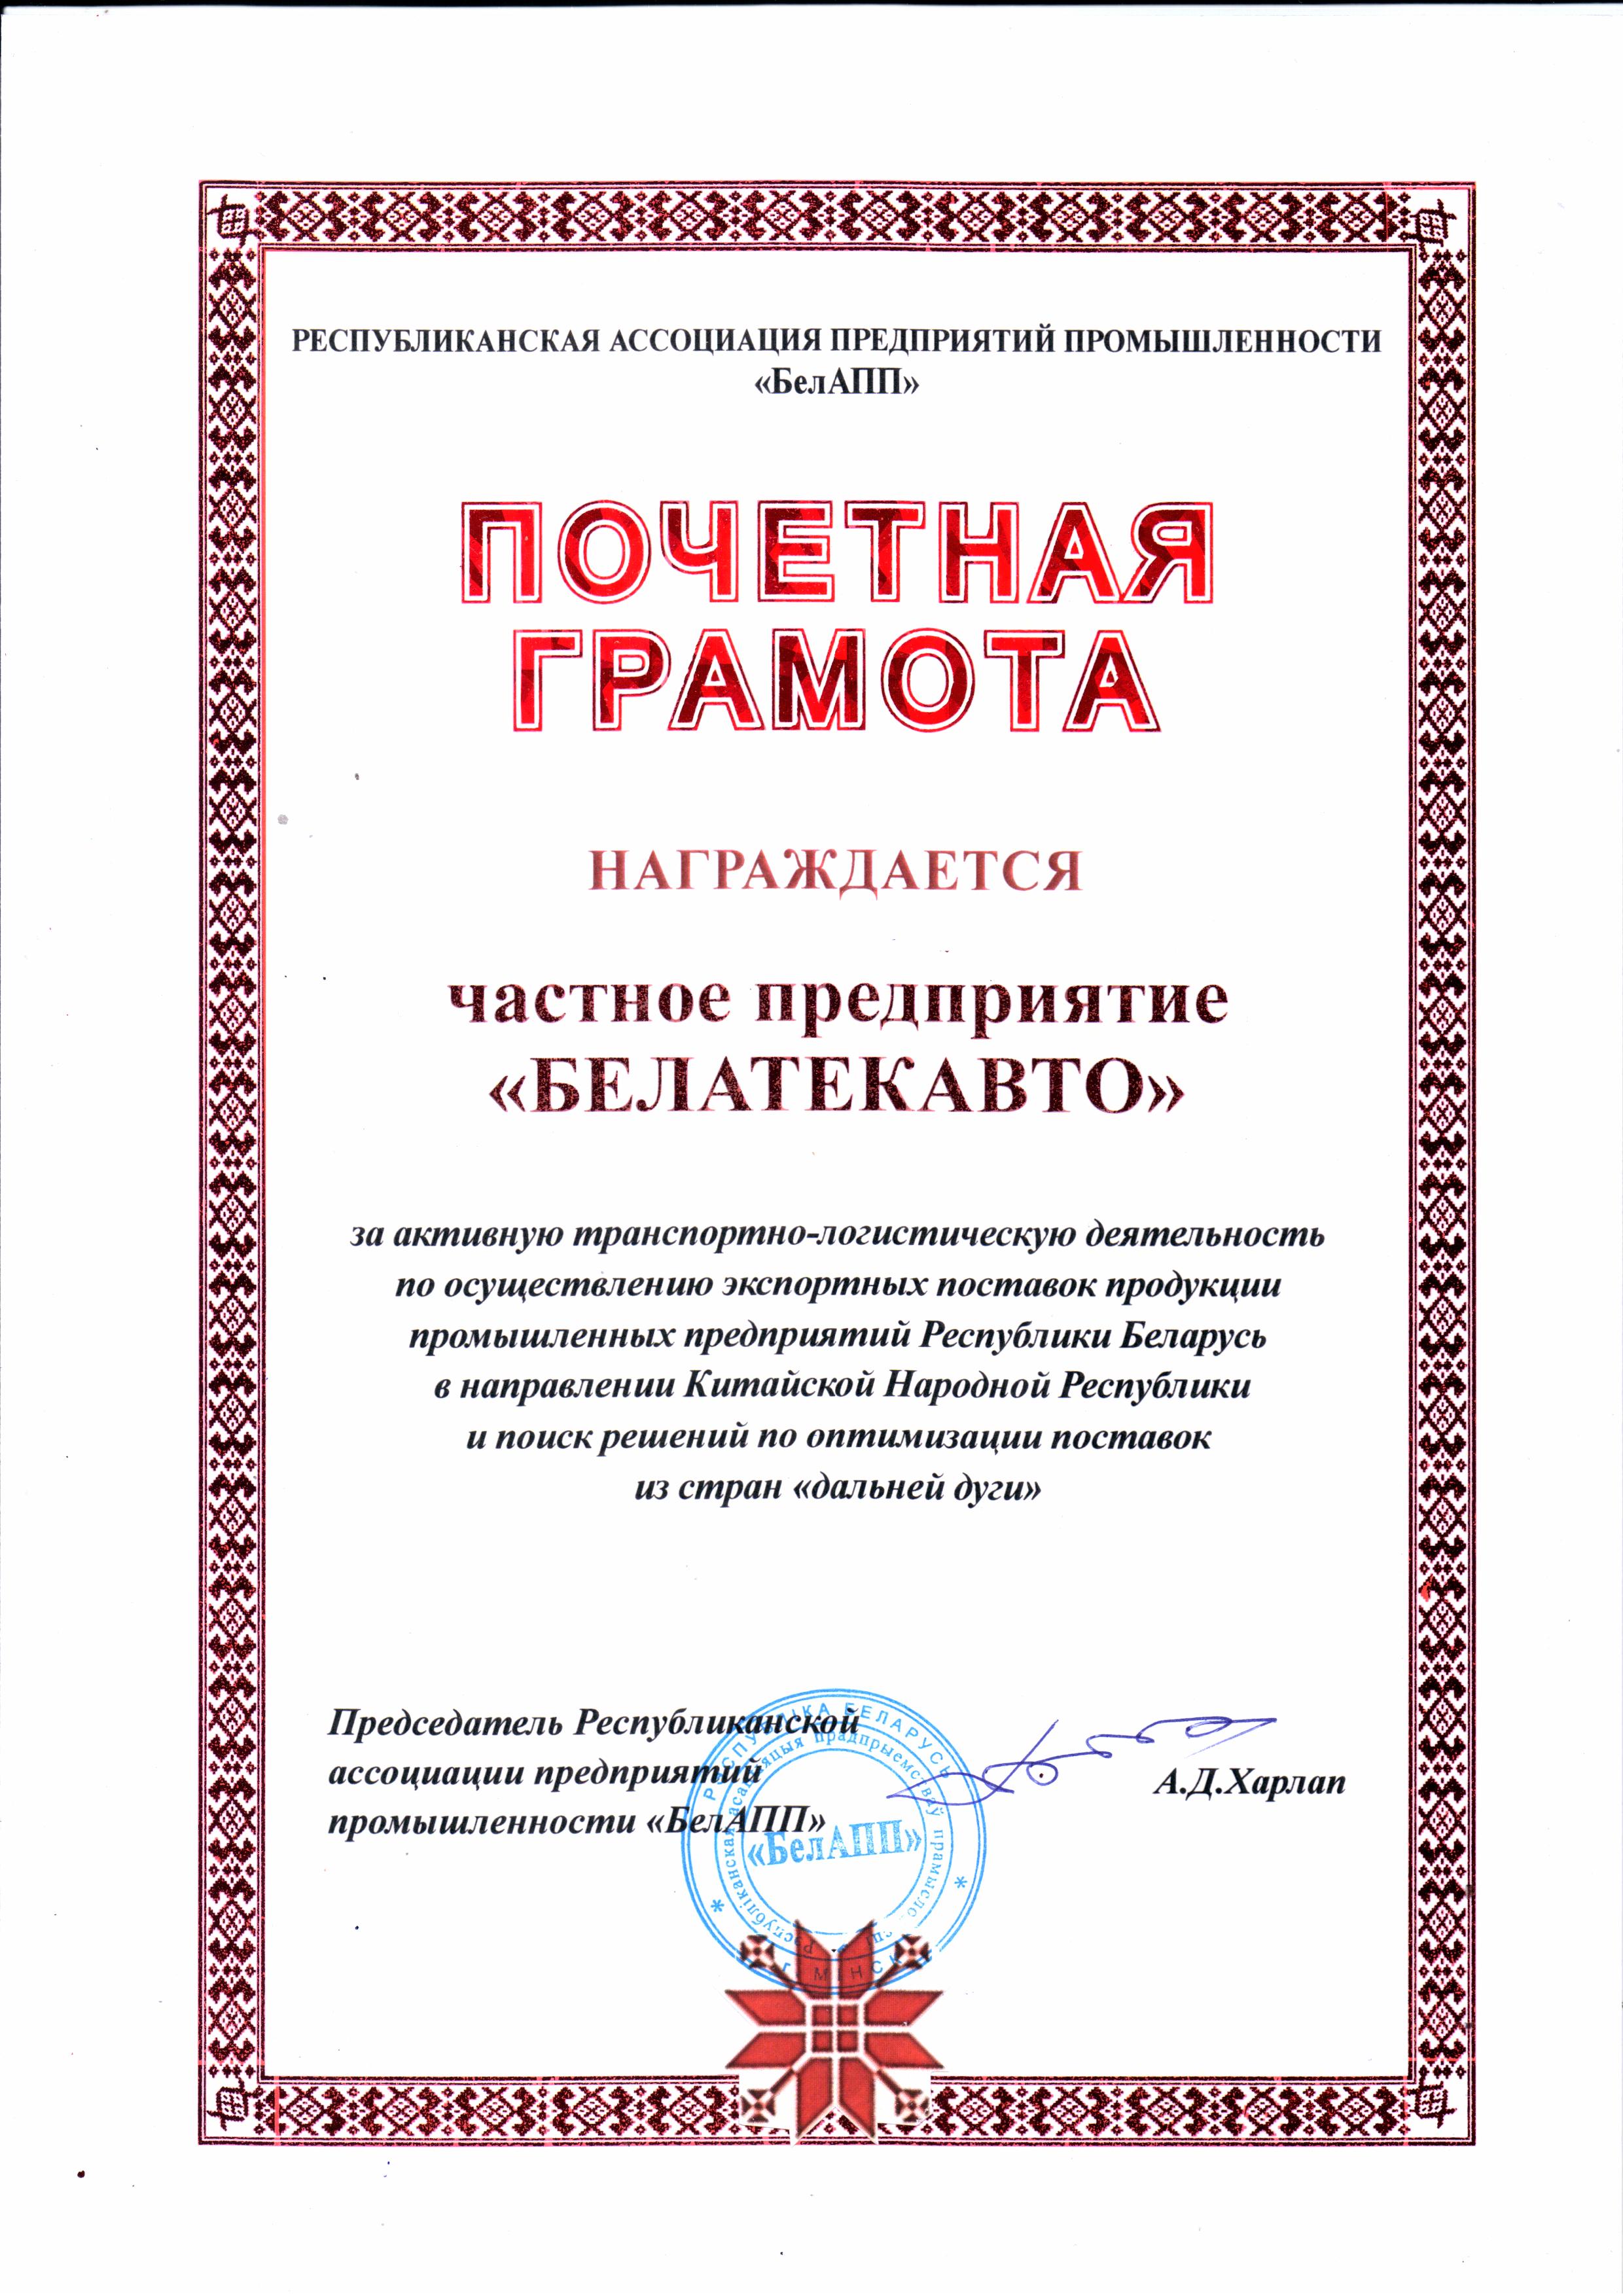 РЕСПУБЛИКАНСКАЯ АССОЦИАЦИЯ ПРЕДПРИЯТИЙ ПРОМЫШЛЕННОСТИ
«БелАПП»
ПОЧЕТНАЯ
ГРАМОТА
НАГРАЖДАЕТСЯ
частное предприятие
«БЕЛАТЕКАВТО»
за активную транспортно-логистическую деятельность
по осуществлению экспортных поставок продукции
промышленных предприятий Республики Беларусь
в направлении Китайской Народной Республики
и поиск решений по оптимизации поставок
из стран «дальней дуги»
Председатель Республиканской
ассоциации предприятий
промышленности «БелАПП»
А.Д.Харлап
РЭСПУБЛІКА БЕЛАРУСЬ
Рэспубліканская асацыяцыя прадпрыемстваў
«БелАПП»
г. МІНСК